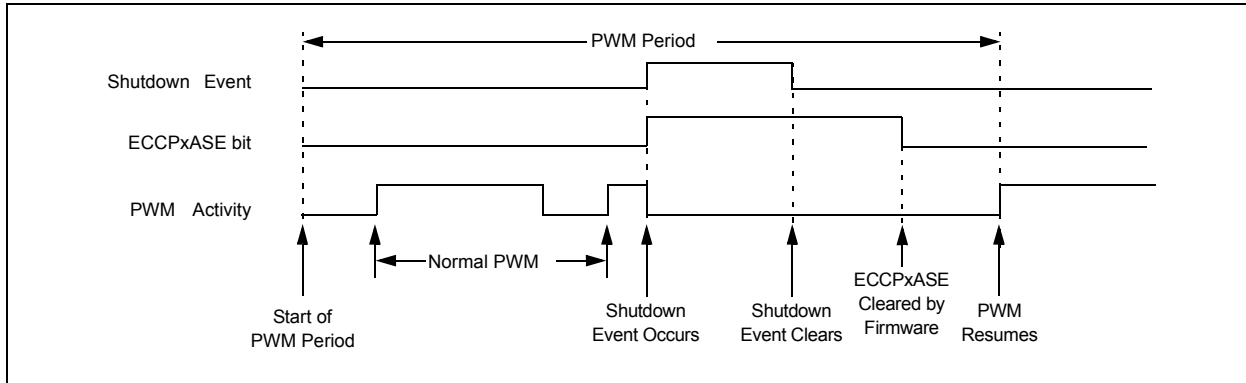 PWM Period
Shutdown Event
ECCPxASE bit
PWM Activity
Normal PWM
Start of
PWM Period
Shutdown
Event Occurs
Shutdown
Event Clears
ECCPxASE
Cleared by
Firmware
PWM
Resumes